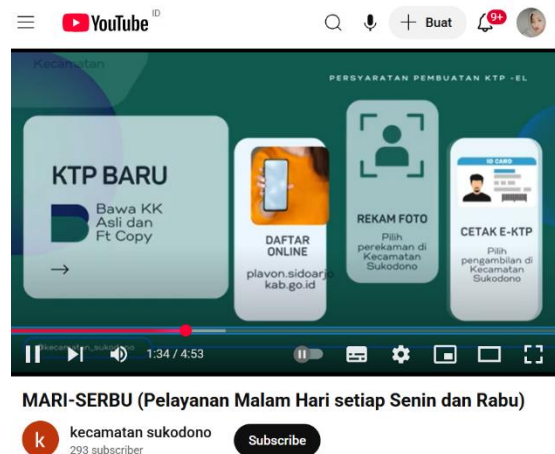 YouTube ID
Buat
9+
Kecamatan
PERSYARATAN PEMBUATAN KTP -EL
KTP BARU
Bawa KK
Asli dan
Ft Copy
DAFTAR
ONLINE
plavon.sidoarjo
kab.go.id
REKAM FOTO
Pilih
perekaman di
Kecamatan
Sukodono
ID CARD
CETAK E-KTP
Pilih
pengambilan di
Kecamatan
Sukodono
@kecamatan_sukodono
1:34 / 4:53
MARI-SERBU (Pelayanan Malam Hari setiap Senin dan Rabu)
k
kecamatan sukodono
293 subscriber
Subscribe